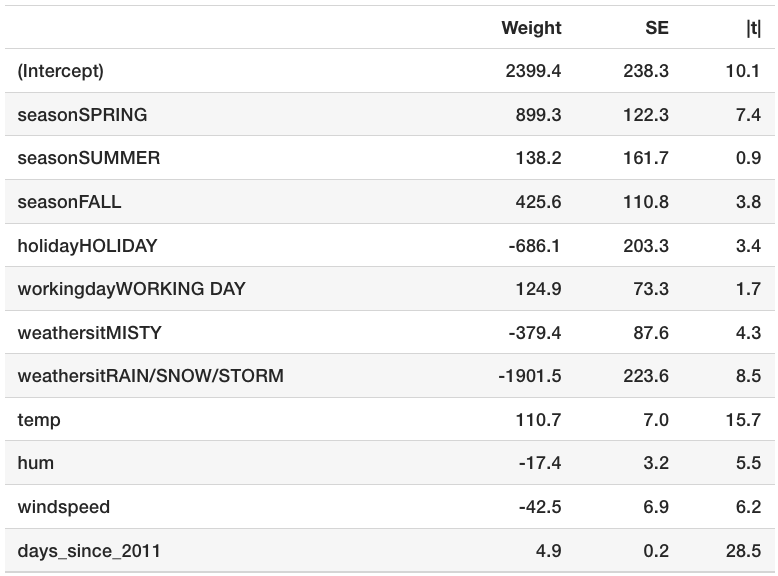 Weight SE |t|
(Intercept) 2399.4 238.3 10.1
seasonSPRING 899.3 122.3 7.4
seasonSUMMER 138.2 161.7 0.9
seasonFALL 425.6 110.8 3.8
holidayHOLIDAY -686.1 203.3 3.4
workingdayWORKING DAY 124.9 73.3 1.7
weathersitMISTY -379.4 87.6 4.3
weathersitRAIN/SNOW/STORM -1901.5 223.6 8.5
temp 110.7 7.0 15.7
hum -17.4 3.2 5.5
windspeed -42.5 6.9 6.2
days_since_2011 4.9 0.2 28.5